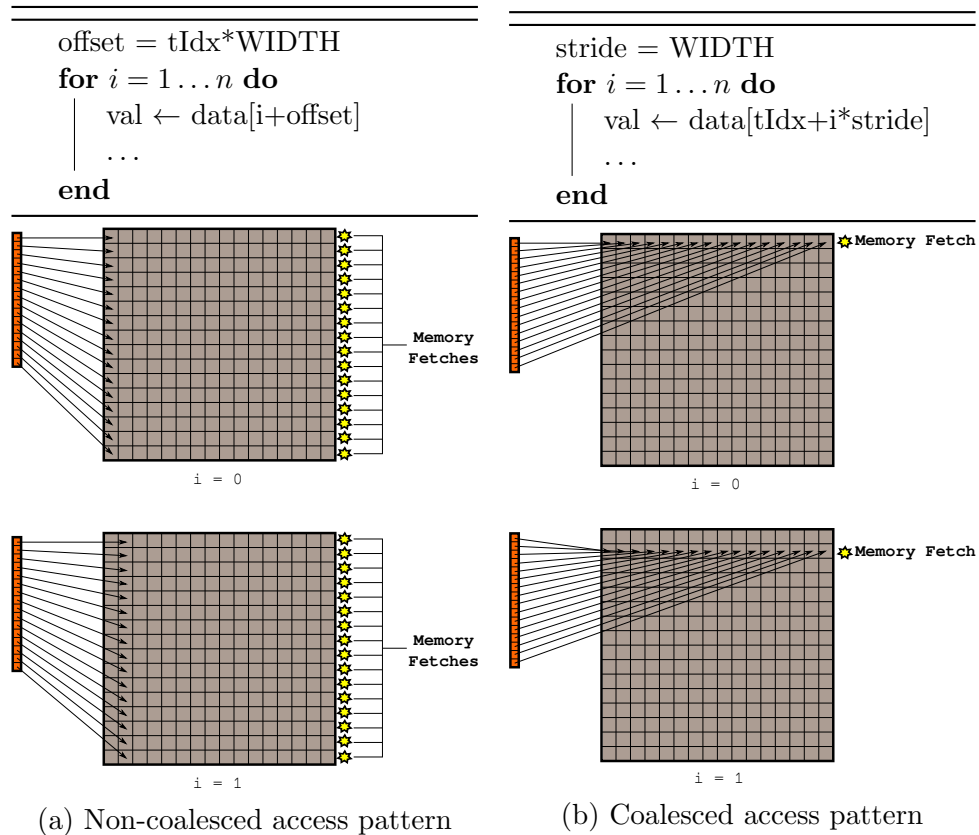 offset = tIdx*WIDTH
for i = 1 … n do
val ← data[i+offset]
…
end
Memory
Fetches
i = 0
Memory
Fetches
i = 1
(a) Non-coalesced access pattern
stride = WIDTH
for i = 1 … n do
val ← data[tIdx+i*stride]
…
end
Memory Fetch
i = 0
Memory Fetch
i = 1
(b) Coalesced access pattern